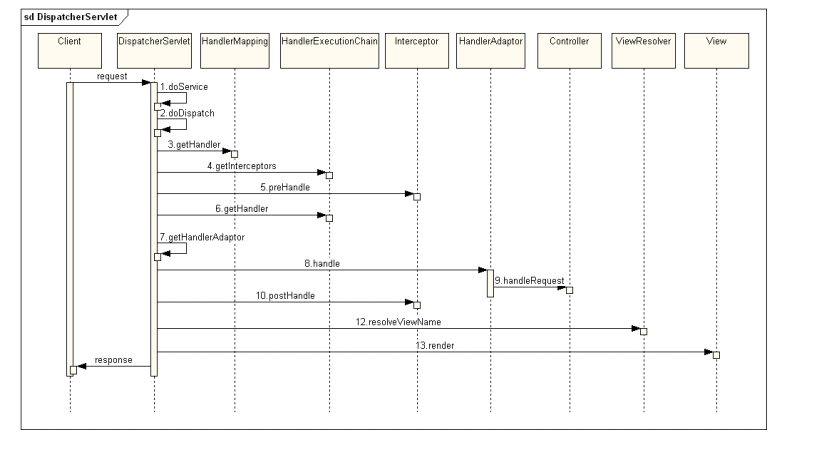 sd DispatcherServlet
Client DispatcherServlet HandlerMapping HandlerExecutionChain Interceptor HandlerAdaptor Controller ViewResolver View
request
1.doService
2.doDispatch
3.getHandler
4.getInterceptors
5.preHandle
6.getHandler
7.getHandlerAdaptor
8.handle
9.handleRequest
10.postHandle
12.resolveViewName
13.render
response